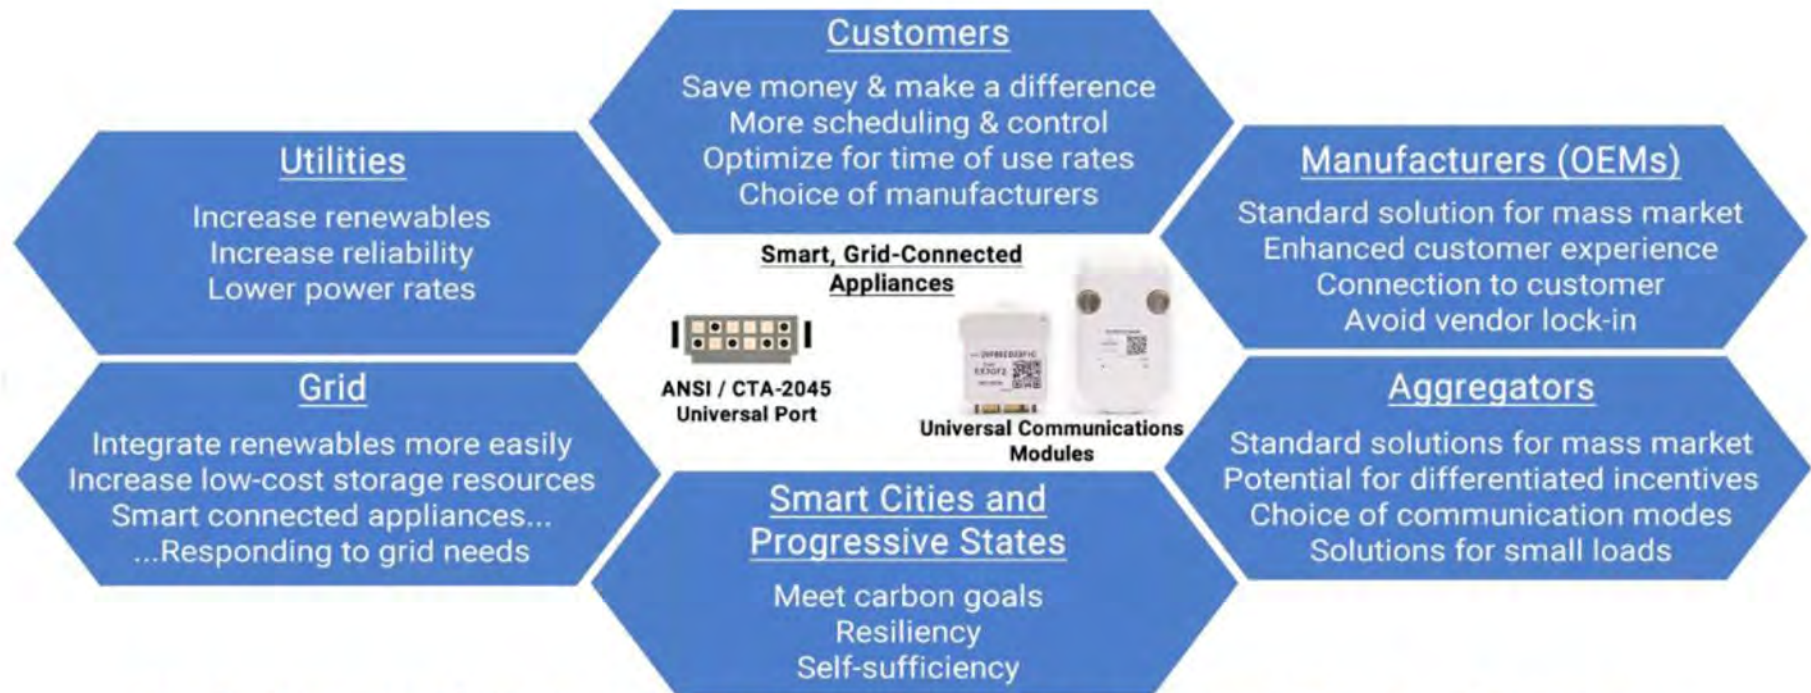 Customers
Save money & make a difference
More scheduling & control
Optimize for time of use rates
Choice of manufacturers
Utilities
Increase renewables
Increase reliability
Lower power rates
Manufacturers (OEMs)
Standard solution for mass market
Enhanced customer experience
Connection to customer
Avoid vendor lock-in
Smart, Grid-Connected
Appliances
ANSI / CTA-2045
Universal Port
Universal Communications
Modules
Grid
Integrate renewables more easily
Increase low-cost storage resources
Smart connected appliances...
...Responding to grid needs
Aggregators
Standard solutions for mass market
Potential for differentiated incentives
Choice of communication modes
Solutions for small loads
Smart Cities and
Progressive States
Meet carbon goals
Resiliency
Self-sufficiency